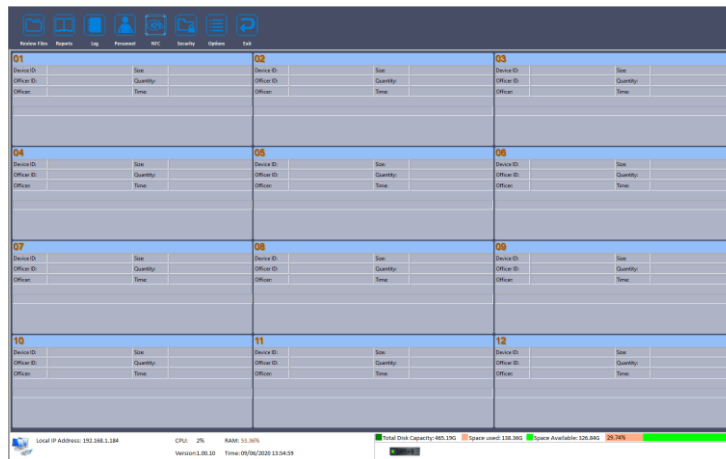 Review Files Reports Log Personnel NFC Security Options Exit
01 02 03
Device ID: Size: Device ID: Size: Device ID: Size:
Officer ID: Quantity: Officer ID: Quantity: Officer ID: Quantity:
Officer: Time: Officer: Time: Officer: Time:
04 05 06
Device ID: Size: Device ID: Size: Device ID: Size:
Officer ID: Quantity: Officer ID: Quantity: Officer ID: Quantity:
Officer: Time: Officer: Time: Officer: Time:
07 08 09
Device ID: Size: Device ID: Size: Device ID: Size:
Officer ID: Quantity: Officer ID: Quantity: Officer ID: Quantity:
Officer: Time: Officer: Time: Officer: Time:
10 11 12
Device ID: Size: Device ID: Size: Device ID: Size:
Officer ID: Quantity: Officer ID: Quantity: Officer ID: Quantity:
Officer: Time: Officer: Time: Officer: Time:
Local IP Address: 192.168.1.184 CPU: 2% RAM: 53.36% Total Disk Capacity: 465.19G Space used: 138.36G Space Available: 326.84G 29.74%
Version:1.00.10 Time: 09/06/2020 13:54:59